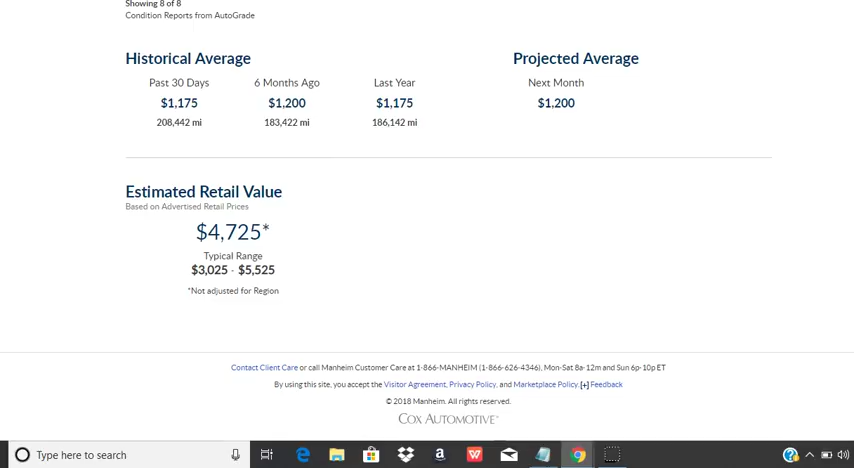 Showing 8 of 8
Condition Reports from AutoGrade
Historical Average
Projected Average
Past 30 Days 6 Months Ago Last Year Next Month
$1,175 $1,200 $1,175 $1,200
208,442 mi 183,422 mi 186,142 mi
Estimated Retail Value
Based on Advertised Retail Prices
$4,725*
Typical Range
$3,025 - $5,525
*Not adjusted for Region
Contact Client Care or call Manheim Customer Care at 1-866-MANHEIM (1-866-626-4346), Mon-Sat 8a-12m and Sun 6p-10p ET
By using this site, you accept the Visitor Agreement, Privacy Policy, and Marketplace Policy.[+] Feedback
© 2018 Manheim. All rights reserved.
COX AUTOMOTIVE™
Type here to search